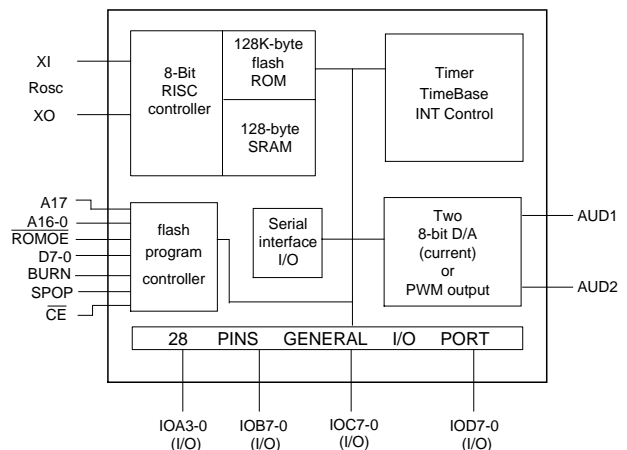 XI
Rosc
XO
8-Bit
RISC
controller
128K-byte
flash
ROM
128-byte
SRAM
Timer
TimeBase
INT Control
A17
A16-0
ROMOE
D7-0
BURN
SPOP
CE
flash
program
controller
Serial
interface
I/O
Two
8-bit D/A
(current)
or
PWM output
AUD1
AUD2
28 PINS GENERAL I/O PORT
IOA3-0
(I/O)
IOB7-0
(I/O)
IOC7-0
(I/O)
IOD7-0
(I/O)